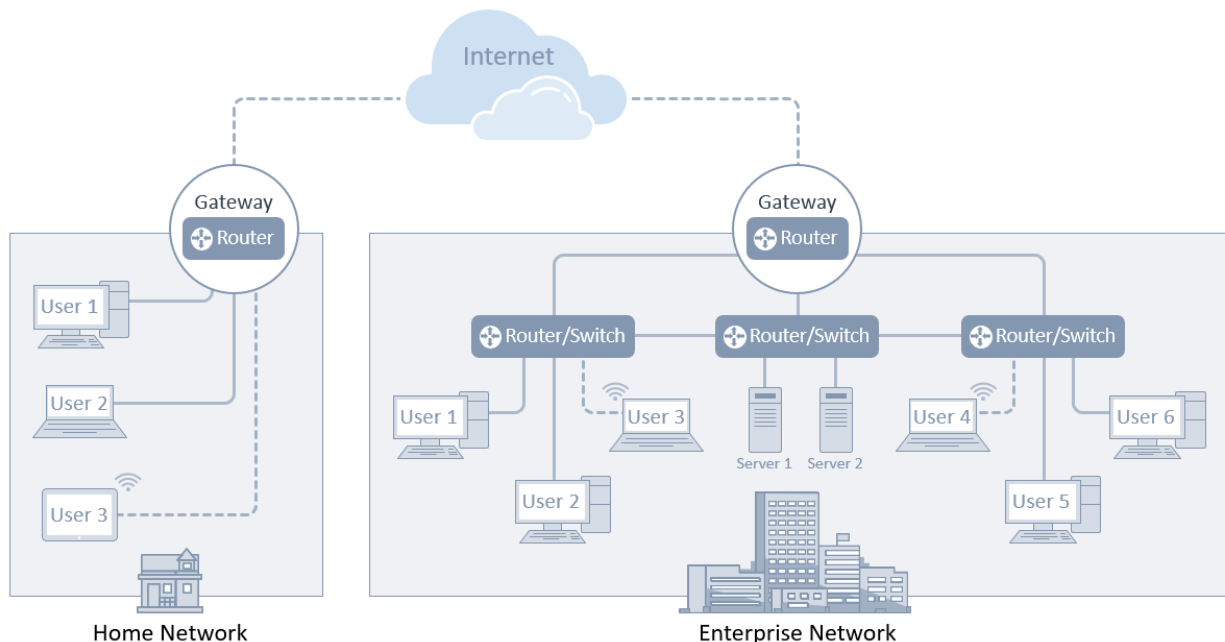 Internet
Gateway
Router
User 1
User 2
User 3
Home Network
Gateway
Router
Router/Switch
Router/Switch
Router/Switch
User 1
User 3
User 4
User 6
Server 1
Server 2
User 2
User 5
Enterprise Network